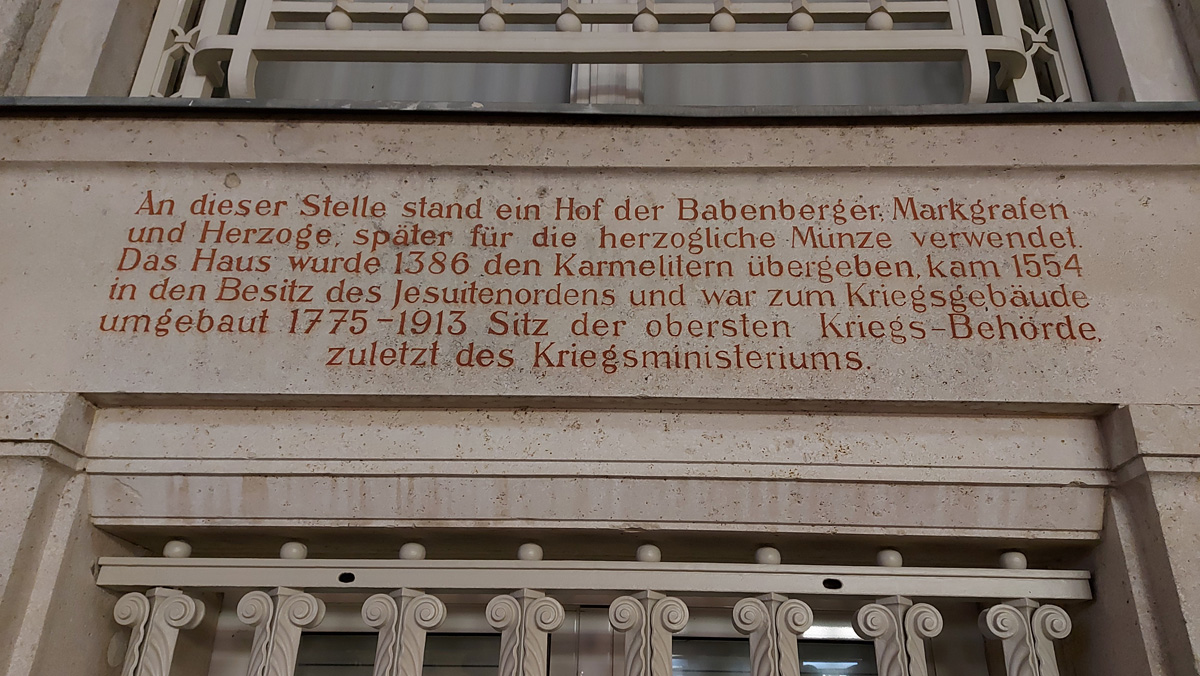 An dieser Stelle stand ein Hof der Babenberger, Markgrafen
und Herzoge, später für die herzogliche Münze verwendet.
Das Haus wurde 1386 den Karmelitern übergeben, kam 1554
in den Besitz des Jesuitenordens und war zum Kriegsgebäude
umgebaut 1775-1913 Sitz der obersten Kriegs-Behörde,
zuletzt des Kriegsministeriums.